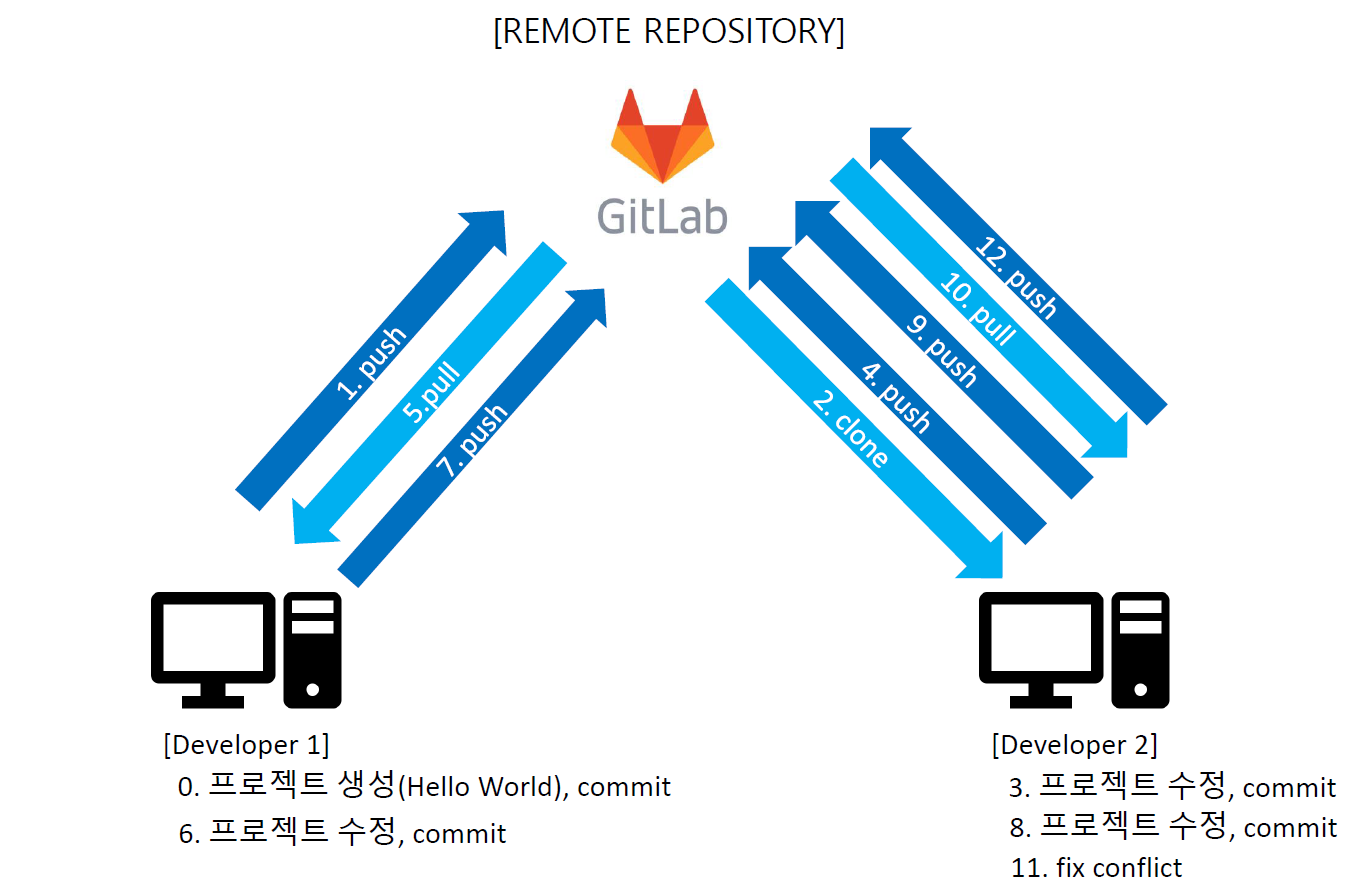 [REMOTE REPOSITORY]
GitLab
1. push
5.pull
7. push
12. push
10. pull
9. push
4. push
2. clone
[Developer 1]
0. 프로젝트 생성(Hello World), commit
6. 프로젝트 수정, commit
[Developer 2]
3. 프로젝트 수정, commit
8. 프로젝트 수정, commit
11. fix conflict